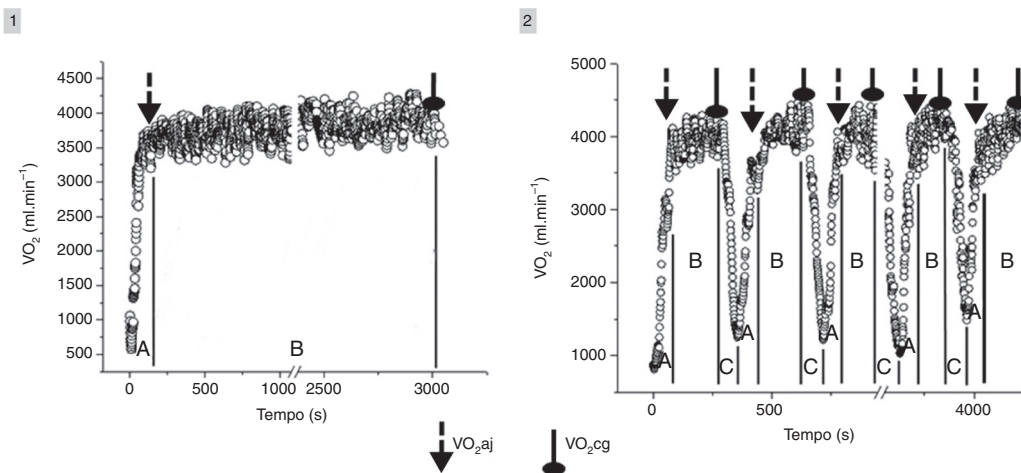 1
4500
4000
3500
3000
2500
2000
1500
1000
500
VO₂ (ml.min⁻¹)
A
B
0 500 1000 2500 3000
Tempo (s)
2
5000
4000
3000
2000
1000
VO₂ (ml.min⁻¹)
B B B B B
A A A A
C C C C
0 500 4000
Tempo (s)
VO₂aj
VO₂cg